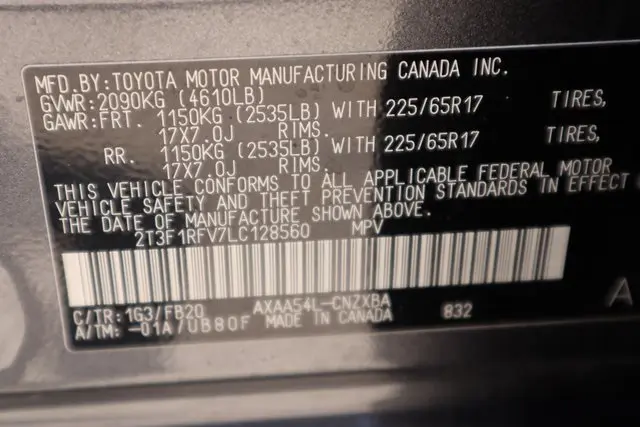 MFD.BY:TOYOTA MOTOR MANUFACTURING CANADA INC.
GVWR:2090KG (4610LB)
GAWR:FRT. 1150KG (2535LB) WITH 225/65R17 TIRES,
17X7.0J RIMS.
RR. 1150KG (2535LB) WITH 225/65R17 TIRES,
17X7.0J RIMS.
THIS VEHICLE CONFORMS TO ALL APPLICABLE FEDERAL MOTOR
VEHICLE SAFETY AND THEFT PREVENTION STANDARDS IN EFFECT
THE DATE OF MANUFACTURE SHOWN ABOVE.
2T3F1RFV7LC128560 MPV
C/TR:1G3/FB20 AXAA54L-CNZXBA 832
A/TM:-01A/UB80F MADE IN CANADA
A